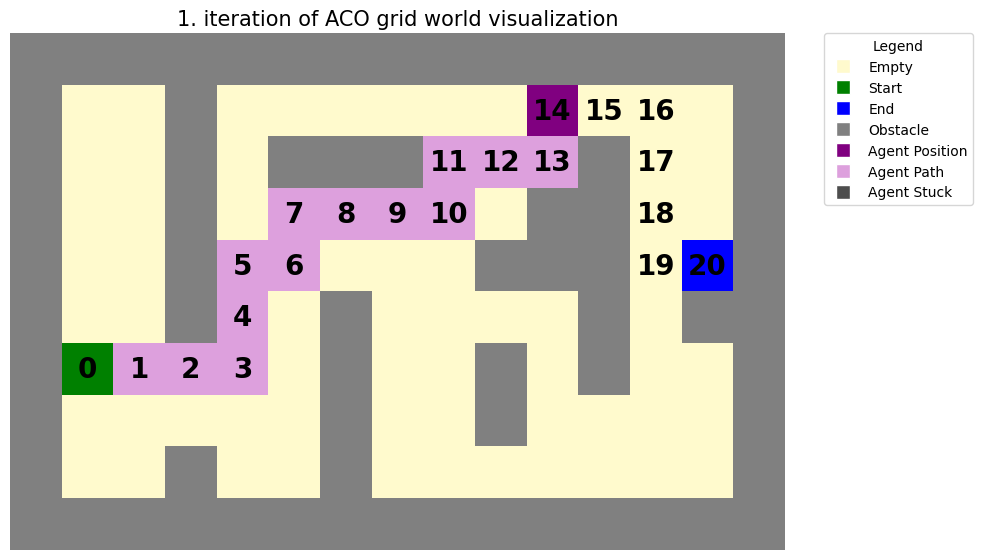 1. iteration of ACO grid world visualization
14 15 16
11 12 13 17
7 8 9 10 18
5 6 19 20
4
0 1 2 3
Legend
Empty
Start
End
Obstacle
Agent Position
Agent Path
Agent Stuck